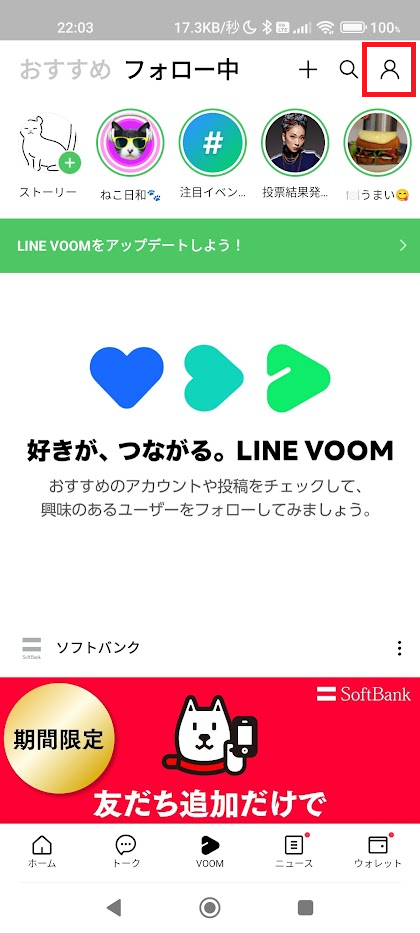 22:03 17.3KB/秒 100%
おすすめ フォロー中
#
ストーリー ねこ日和🐾 注目イベン… 投票結果発… 🍽️うまい😋
LINE VOOMをアップデートしよう！
好きが、つながる。LINE VOOM
おすすめのアカウントや投稿をチェックして、
興味のあるユーザーをフォローしてみましょう。
SoftBank ソフトバンク
SoftBank
期間限定
友だち追加だけで
ホーム トーク VOOM ニュース ウォレット